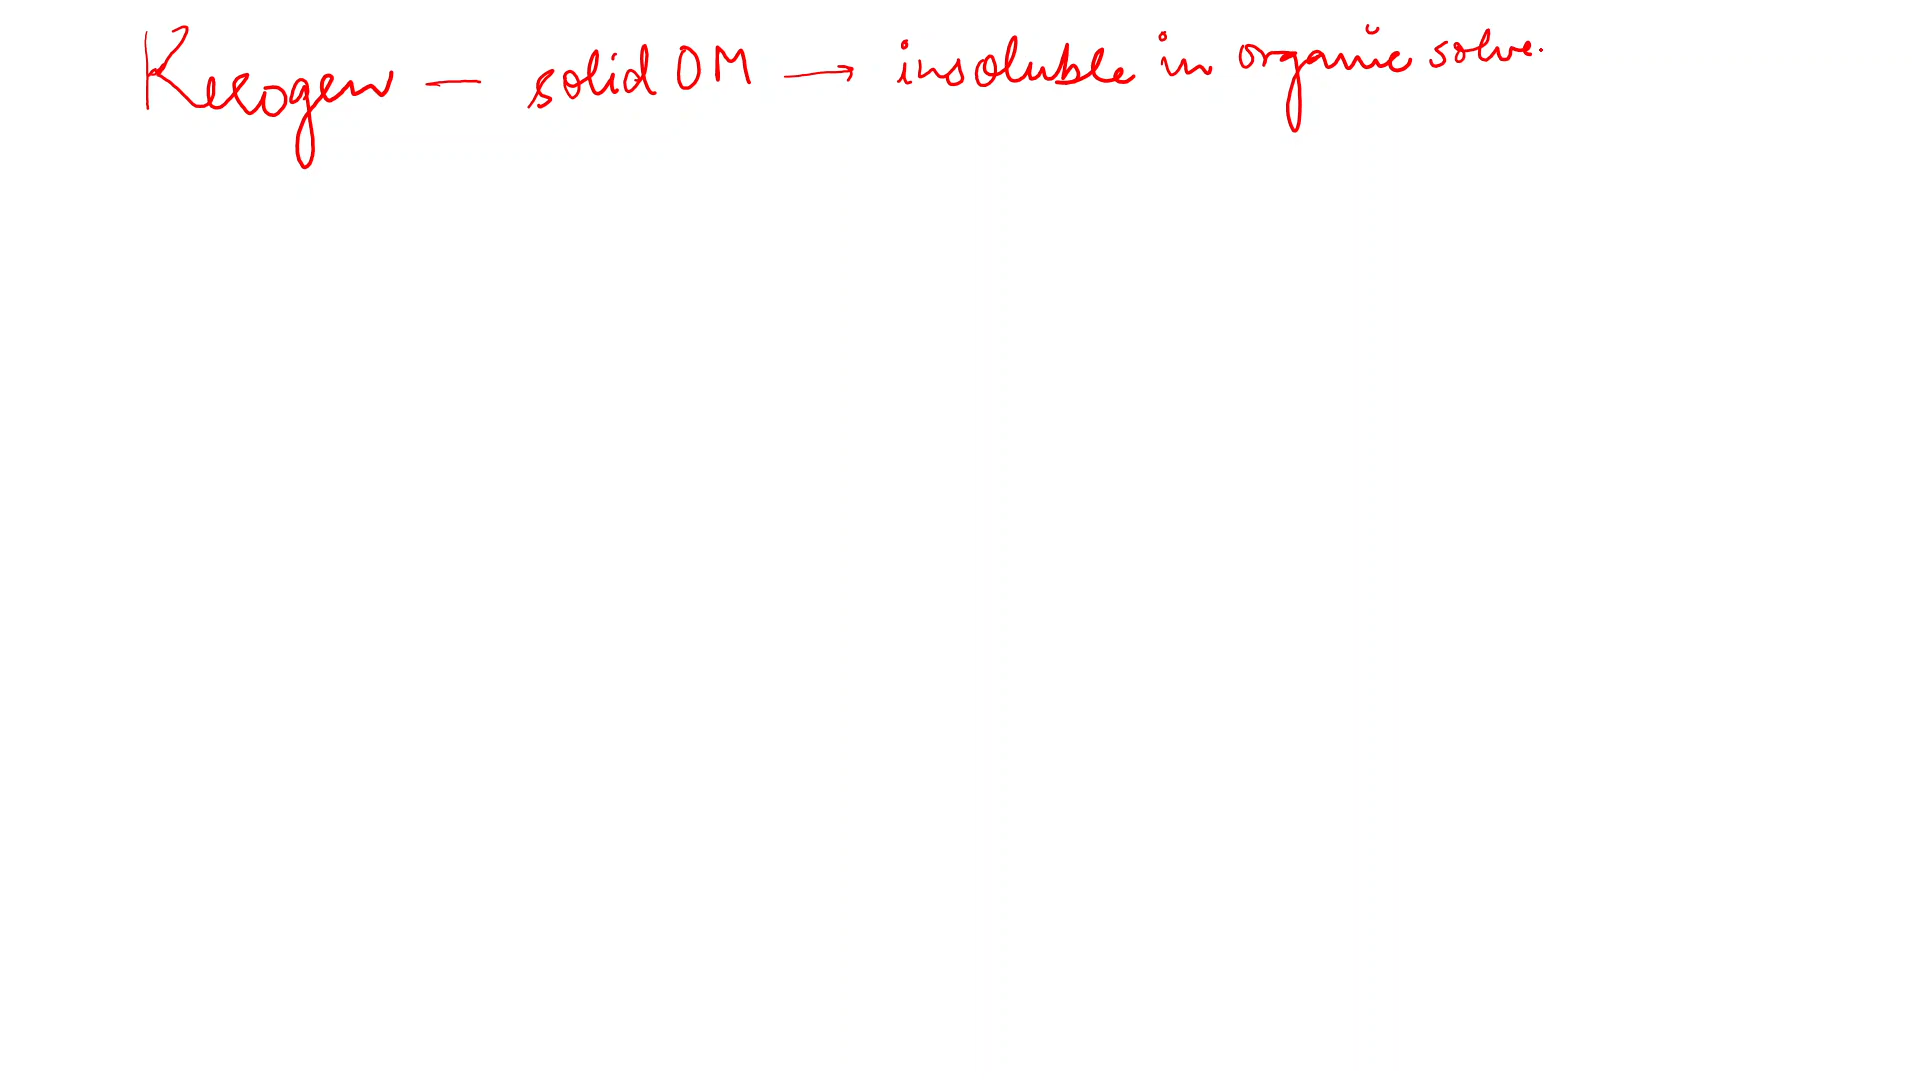 Kerogen — solid OM → insoluble in organic solve.